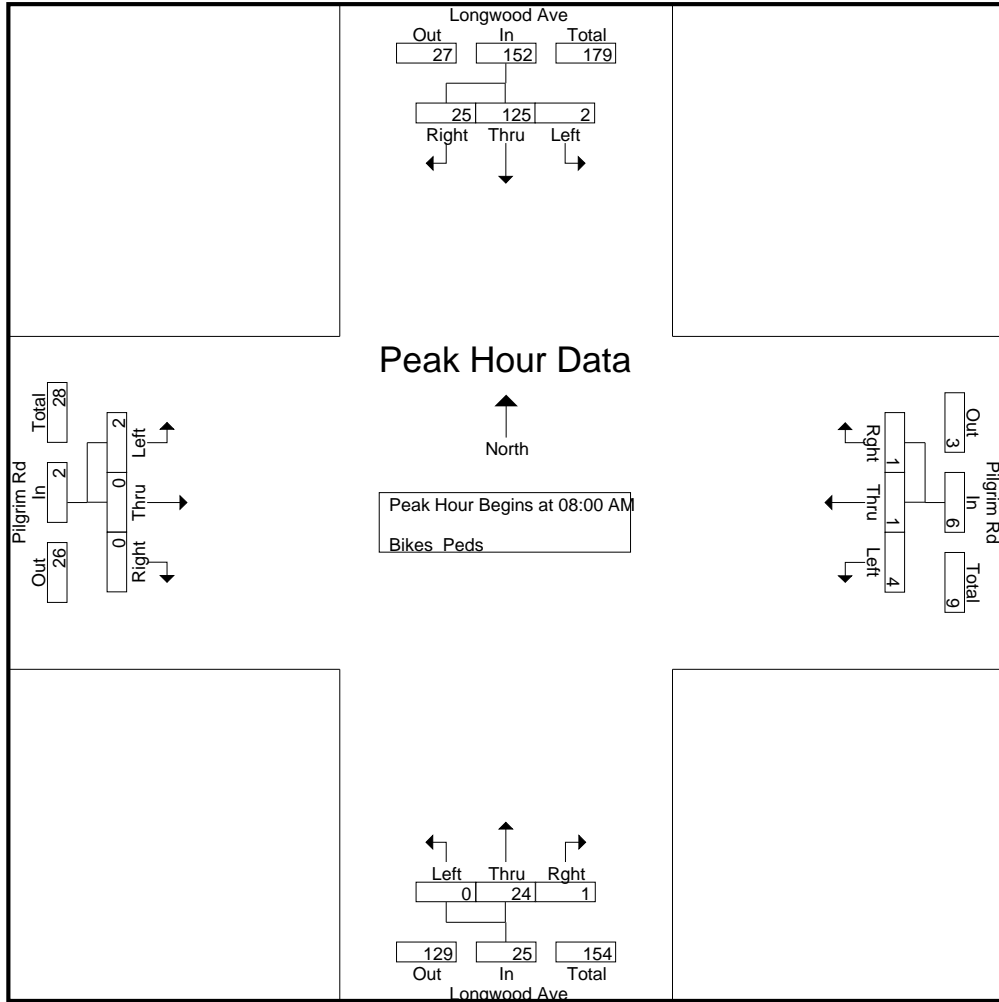 Longwood Ave
Out In Total
27 152 179
25 125 2
Right Thru Left
Peak Hour Data
North
Peak Hour Begins at 08:00 AM
Bikes Peds
Pilgrim Rd
Total In Out
28 2 26
2 0 0
Left Thru Right
Rght Thru Left
1 1 4
Out In Total
3 6 9
Pilgrim Rd
Left Thru Rght
0 24 1
129 25 154
Out In Total
Longwood Ave